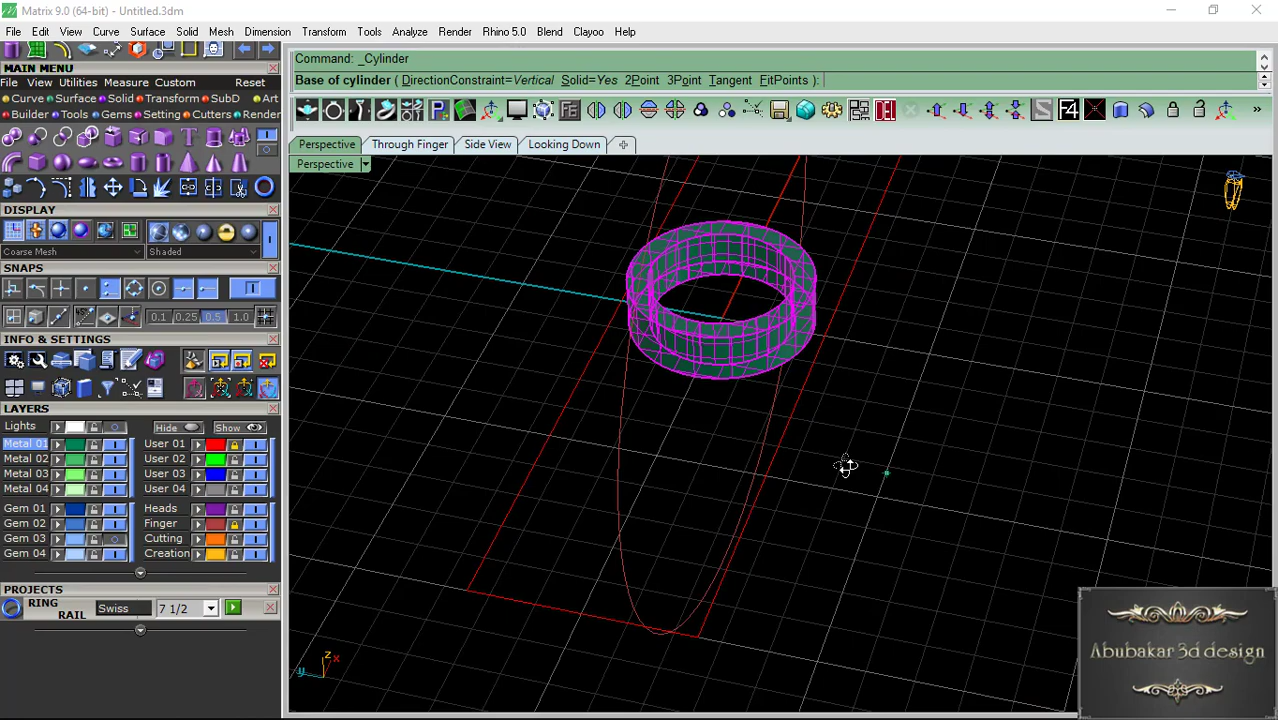 Matrix 9.0 (64-bit) - Untitled.3dm
File Edit View Curve Surface Solid Mesh Dimension Transform Tools Analyze Render Rhino 5.0 Blend Clayoo Help
MAIN MENU
File View Utilities Measure Custom Reset
Curve Surface Solid Transform SubD Art
Builder Tools Gems Setting Cutters Render
Command: _Cylinder
Base of cylinder ( DirectionConstraint=Vertical Solid=Yes 2Point 3Point Tangent FitPoints ):
F4
Perspective Through Finger Side View Looking Down
Perspective
DISPLAY
Coarse Mesh Shaded
SNAPS
0.1 0.25 0.5 1.0
INFO & SETTINGS
LAYERS
Lights Hide Show
Metal 01 User 01
Metal 02 User 02
Metal 03 User 03
Metal 04 User 04
Gem 01 Heads
Gem 02 Finger
Gem 03 Cutting
Gem 04 Creation
PROJECTS
RING RAIL Swiss 7 1/2
z
x
y
Abubakar 3d design